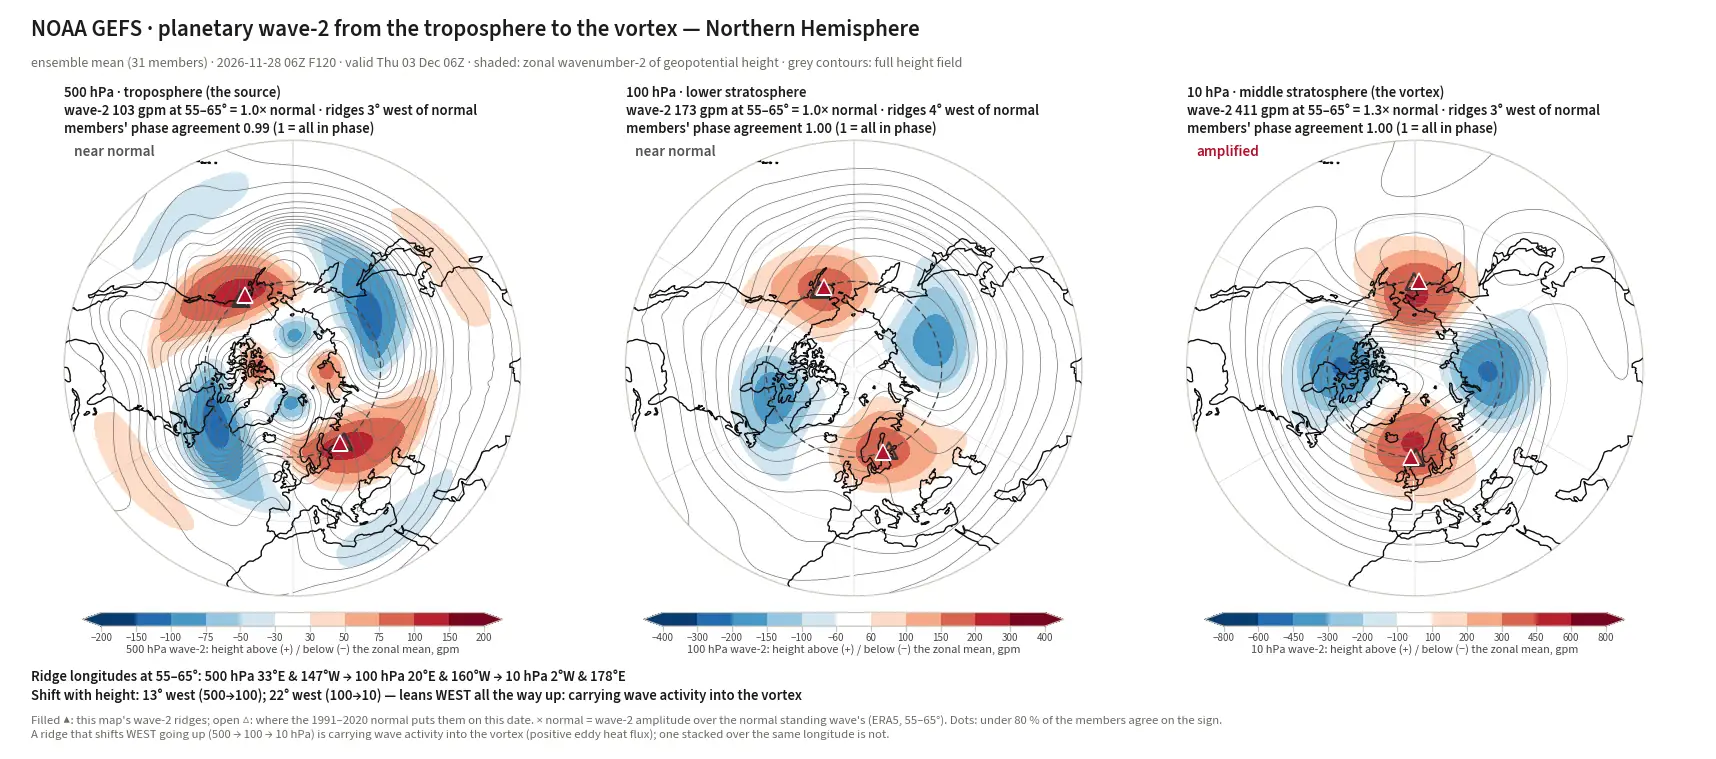 NOAA GEFS · planetary wave-2 from the troposphere to the vortex — Northern Hemisphere
ensemble mean (31 members) · 2026-11-28 06Z F120 · valid Thu 03 Dec 06Z · shaded: zonal wavenumber-2 of geopotential height · grey contours: full height field
500 hPa · troposphere (the source)
wave-2 103 gpm at 55–65° = 1.0× normal · ridges 3° west of normal
members' phase agreement 0.99 (1 = all in phase)
near normal
100 hPa · lower stratosphere
wave-2 173 gpm at 55–65° = 1.0× normal · ridges 4° west of normal
members' phase agreement 1.00 (1 = all in phase)
near normal
10 hPa · middle stratosphere (the vortex)
wave-2 411 gpm at 55–65° = 1.3× normal · ridges 3° west of normal
members' phase agreement 1.00 (1 = all in phase)
amplified
−200 −150 −100 −75 −50 −30 30 50 75 100 150 200
500 hPa wave-2: height above (+) / below (−) the zonal mean, gpm
−400 −300 −200 −150 −100 −60 60 100 150 200 300 400
100 hPa wave-2: height above (+) / below (−) the zonal mean, gpm
−800 −600 −450 −300 −200 −100 100 200 300 450 600 800
10 hPa wave-2: height above (+) / below (−) the zonal mean, gpm
Ridge longitudes at 55–65°: 500 hPa 33°E & 147°W → 100 hPa 20°E & 160°W → 10 hPa 2°W & 178°E
Shift with height: 13° west (500→100); 22° west (100→10) — leans WEST all the way up: carrying wave activity into the vortex
Filled ▲: this map's wave-2 ridges; open △: where the 1991–2020 normal puts them on this date. × normal = wave-2 amplitude over the normal standing wave's (ERA5, 55–65°). Dots: under 80 % of the members agree on the sign.
A ridge that shifts WEST going up (500 → 100 → 10 hPa) is carrying wave activity into the vortex (positive eddy heat flux); one stacked over the same longitude is not.